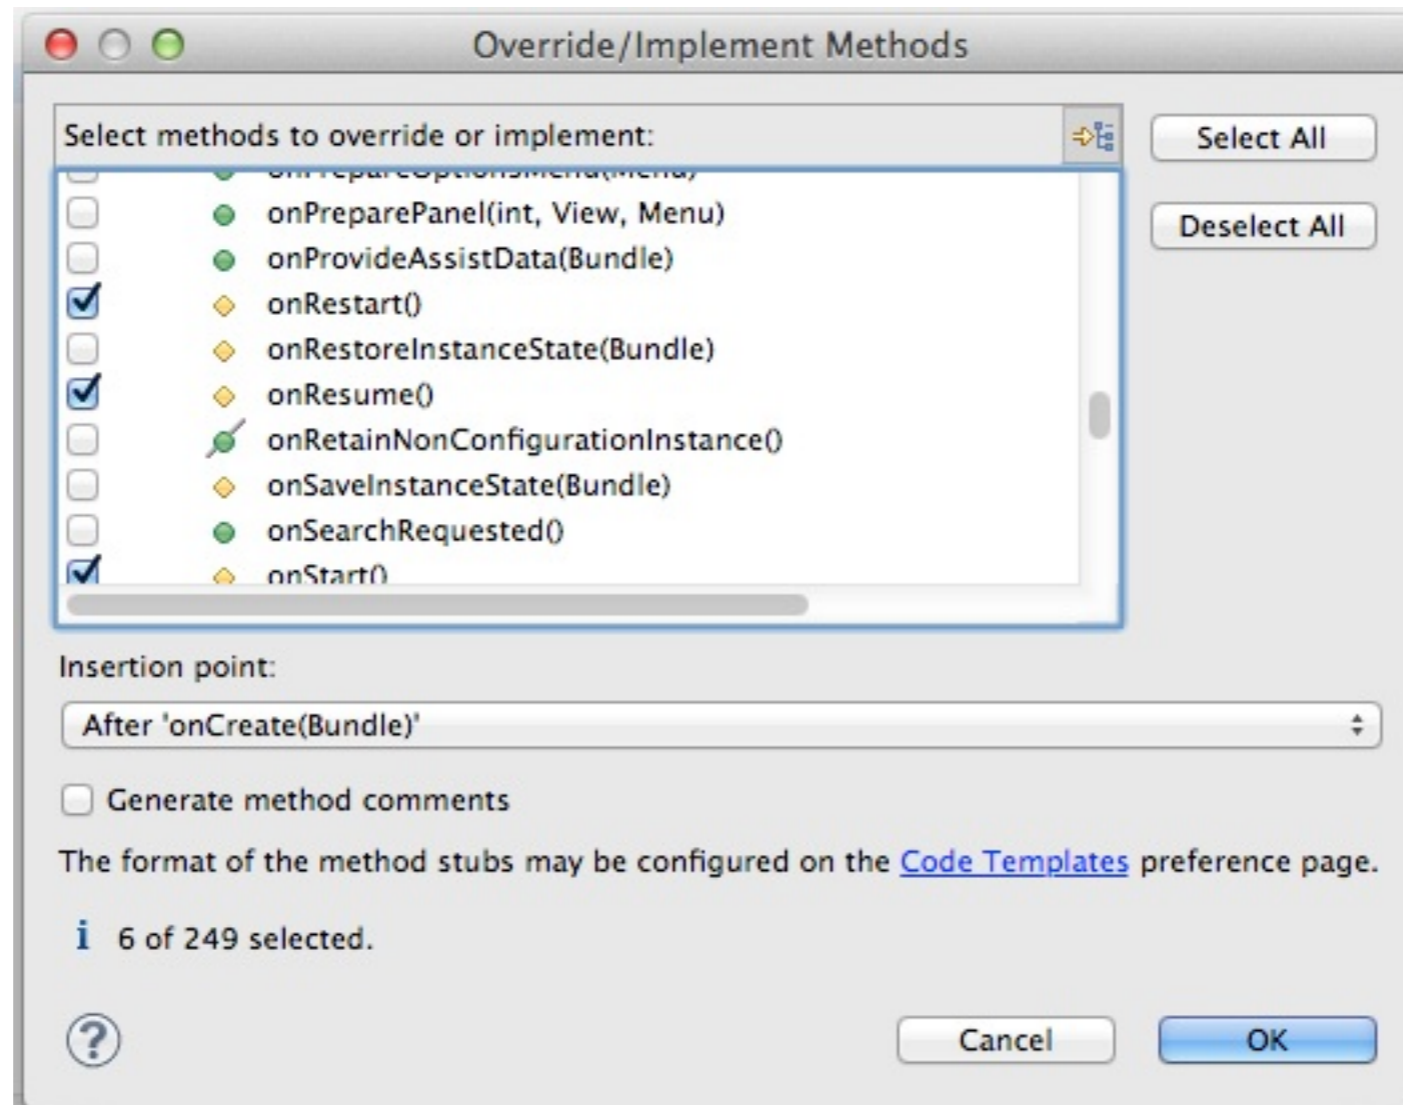 Override/Implement Methods
Select methods to override or implement:
Select All
Deselect All
onPrepareOptionsMenu(Menu)
onPreparePanel(int, View, Menu)
onProvideAssistData(Bundle)
onRestart()
onRestoreInstanceState(Bundle)
onResume()
onRetainNonConfigurationInstance()
onSaveInstanceState(Bundle)
onSearchRequested()
onStart()
Insertion point:
After 'onCreate(Bundle)'
Generate method comments
The format of the method stubs may be configured on the Code Templates preference page.
i 6 of 249 selected.
?
Cancel
OK